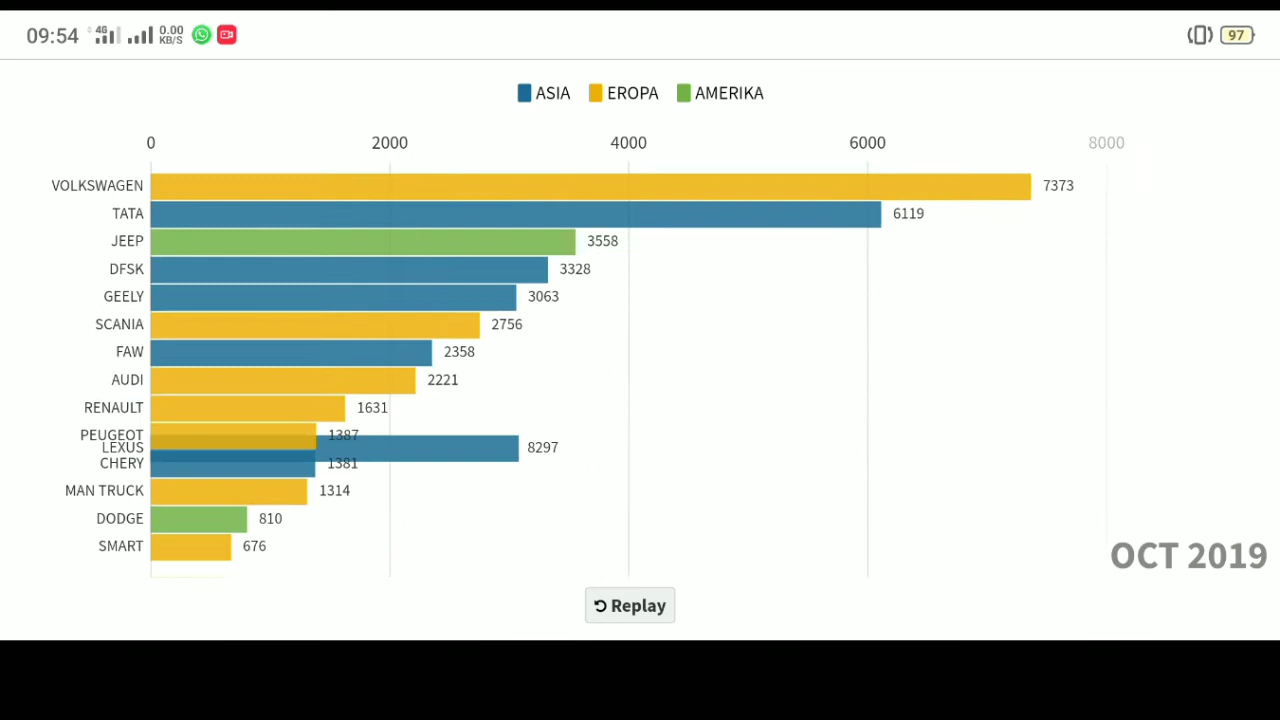 09:54 4G 0.00 KB/S 97
ASIA EROPA AMERIKA
0 2000 4000 6000 8000
VOLKSWAGEN 7373
TATA 6119
JEEP 3558
DFSK 3328
GEELY 3063
SCANIA 2756
FAW 2358
AUDI 2221
RENAULT 1631
PEUGEOT 1387
LEXUS 8297
CHERY 1381
MAN TRUCK 1314
DODGE 810
SMART 676
OCT 2019
Replay